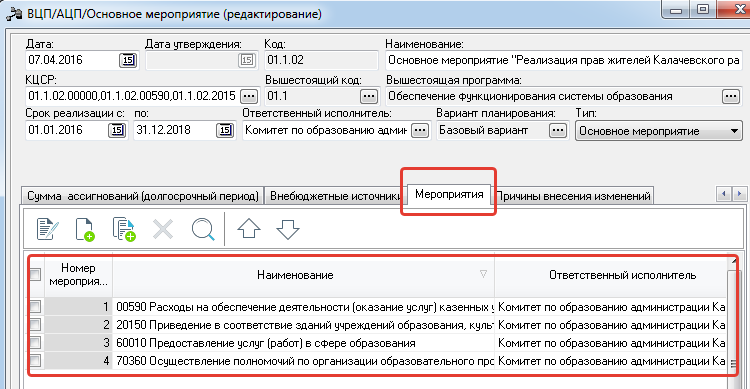 ВЦП/АЦП/Основное мероприятие (редактирование)
Дата: Дата утверждения: Код: Наименование:
07.04.2016 15 15 01.1.02 Основное мероприятие "Реализация прав жителей Калачевского ра
КЦСР: Вышестоящий код: Вышестоящая программа:
01.1.02.00000,01.1.02.00590,01.1.02.2015 ... 01.1 ... Обеспечение функционирования системы образования ...
Срок реализации с: по: Ответственный исполнитель: Вариант планирования: Тип:
01.01.2016 15 31.12.2018 15 Комитет по образованию админ ... Базовый вариант ... Основное мероприятие
Сумма ассигнований (долгосрочный период) Внебюджетные источники Мероприятия Причины внесения изменений
Номер мероприя... Наименование Ответственный исполнитель
1 00590 Расходы на обеспечение деятельности (оказание услуг) казенных у Комитет по образованию администрации Ка
2 20150 Приведение в соответствие зданий учреждений образования, куль Комитет по образованию администрации Ка
3 60010 Предоставление услуг (работ) в сфере образования Комитет по образованию администрации Ка
4 70360 Осуществление полномочий по организации образовательного про Комитет по образованию администрации Ка